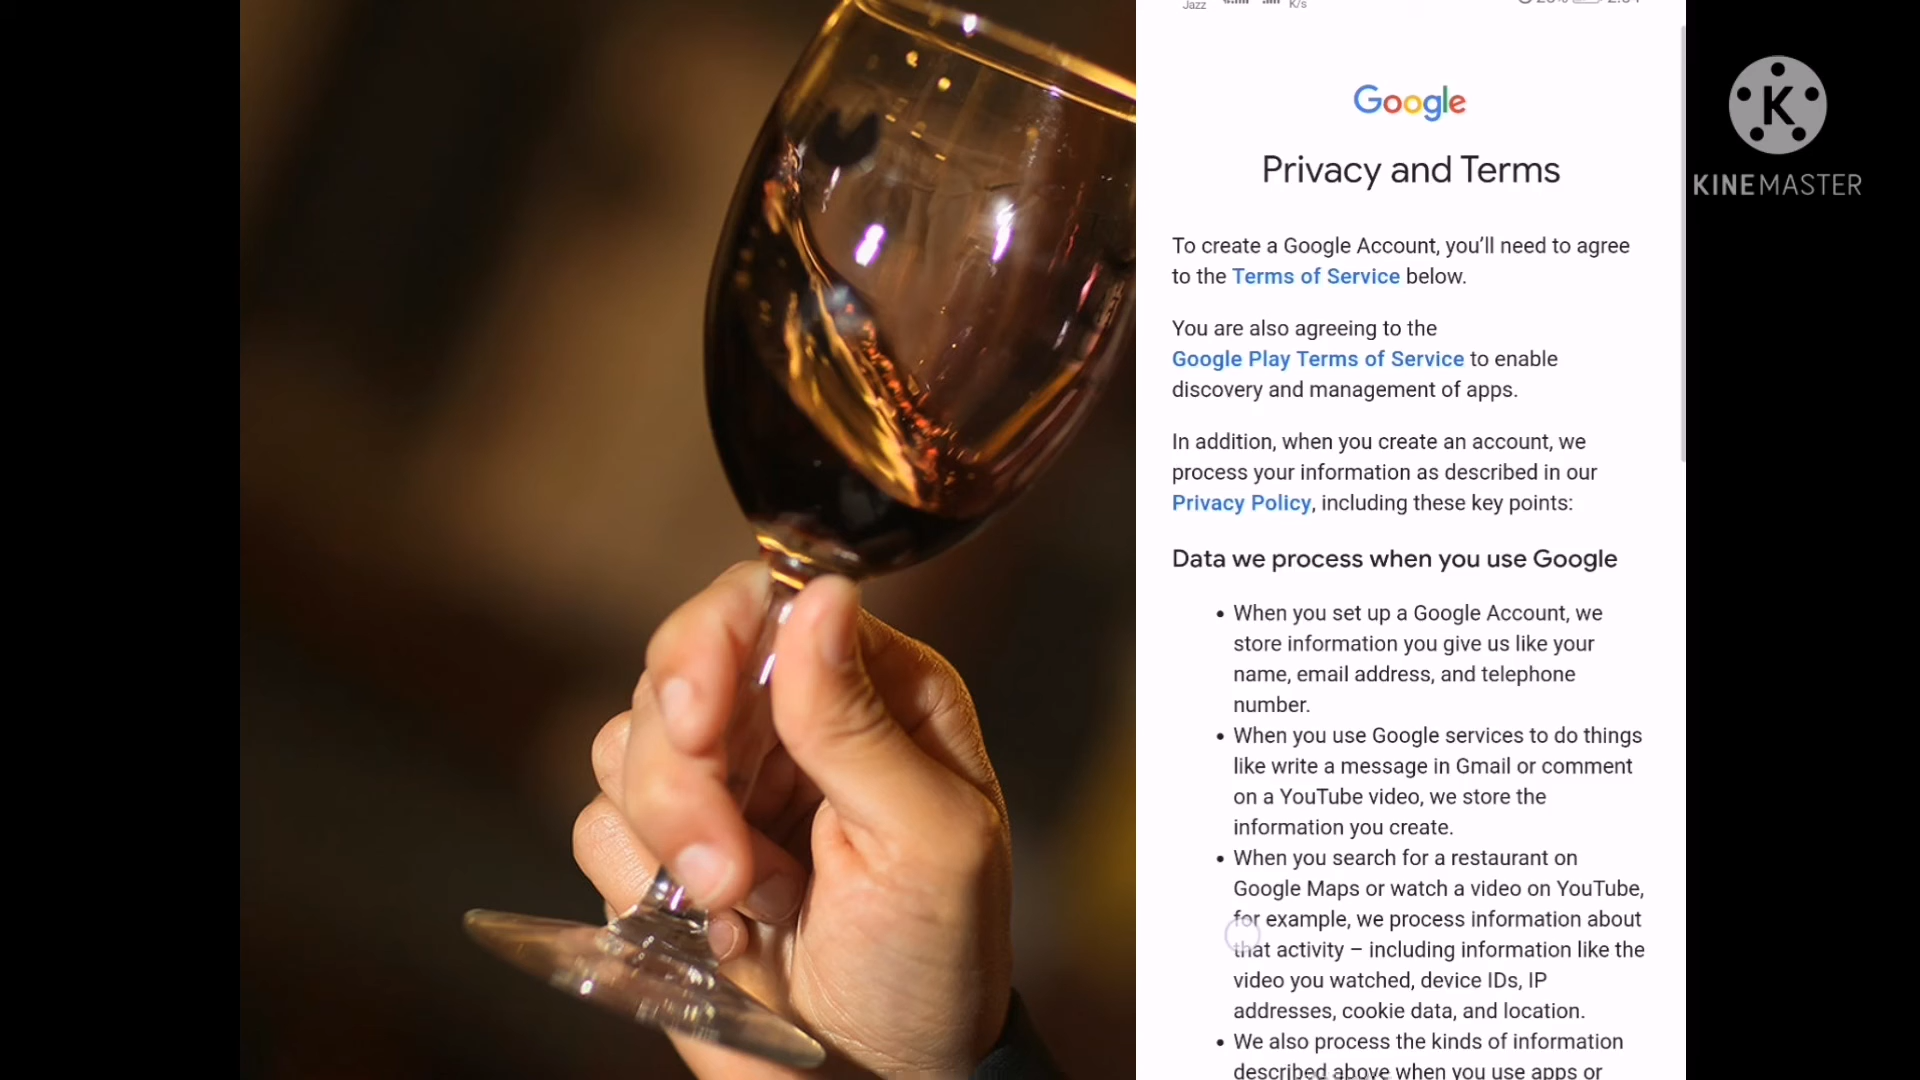 Jazz
K/s
Google
Privacy and Terms
To create a Google Account, you’ll need to agree
to the Terms of Service below.
You are also agreeing to the
Google Play Terms of Service to enable
discovery and management of apps.
In addition, when you create an account, we
process your information as described in our
Privacy Policy, including these key points:
Data we process when you use Google
• When you set up a Google Account, we
store information you give us like your
name, email address, and telephone
number.
• When you use Google services to do things
like write a message in Gmail or comment
on a YouTube video, we store the
information you create.
• When you search for a restaurant on
Google Maps or watch a video on YouTube,
for example, we process information about
that activity – including information like the
video you watched, device IDs, IP
addresses, cookie data, and location.
• We also process the kinds of information
described above when you use apps or
K
KINEMASTER